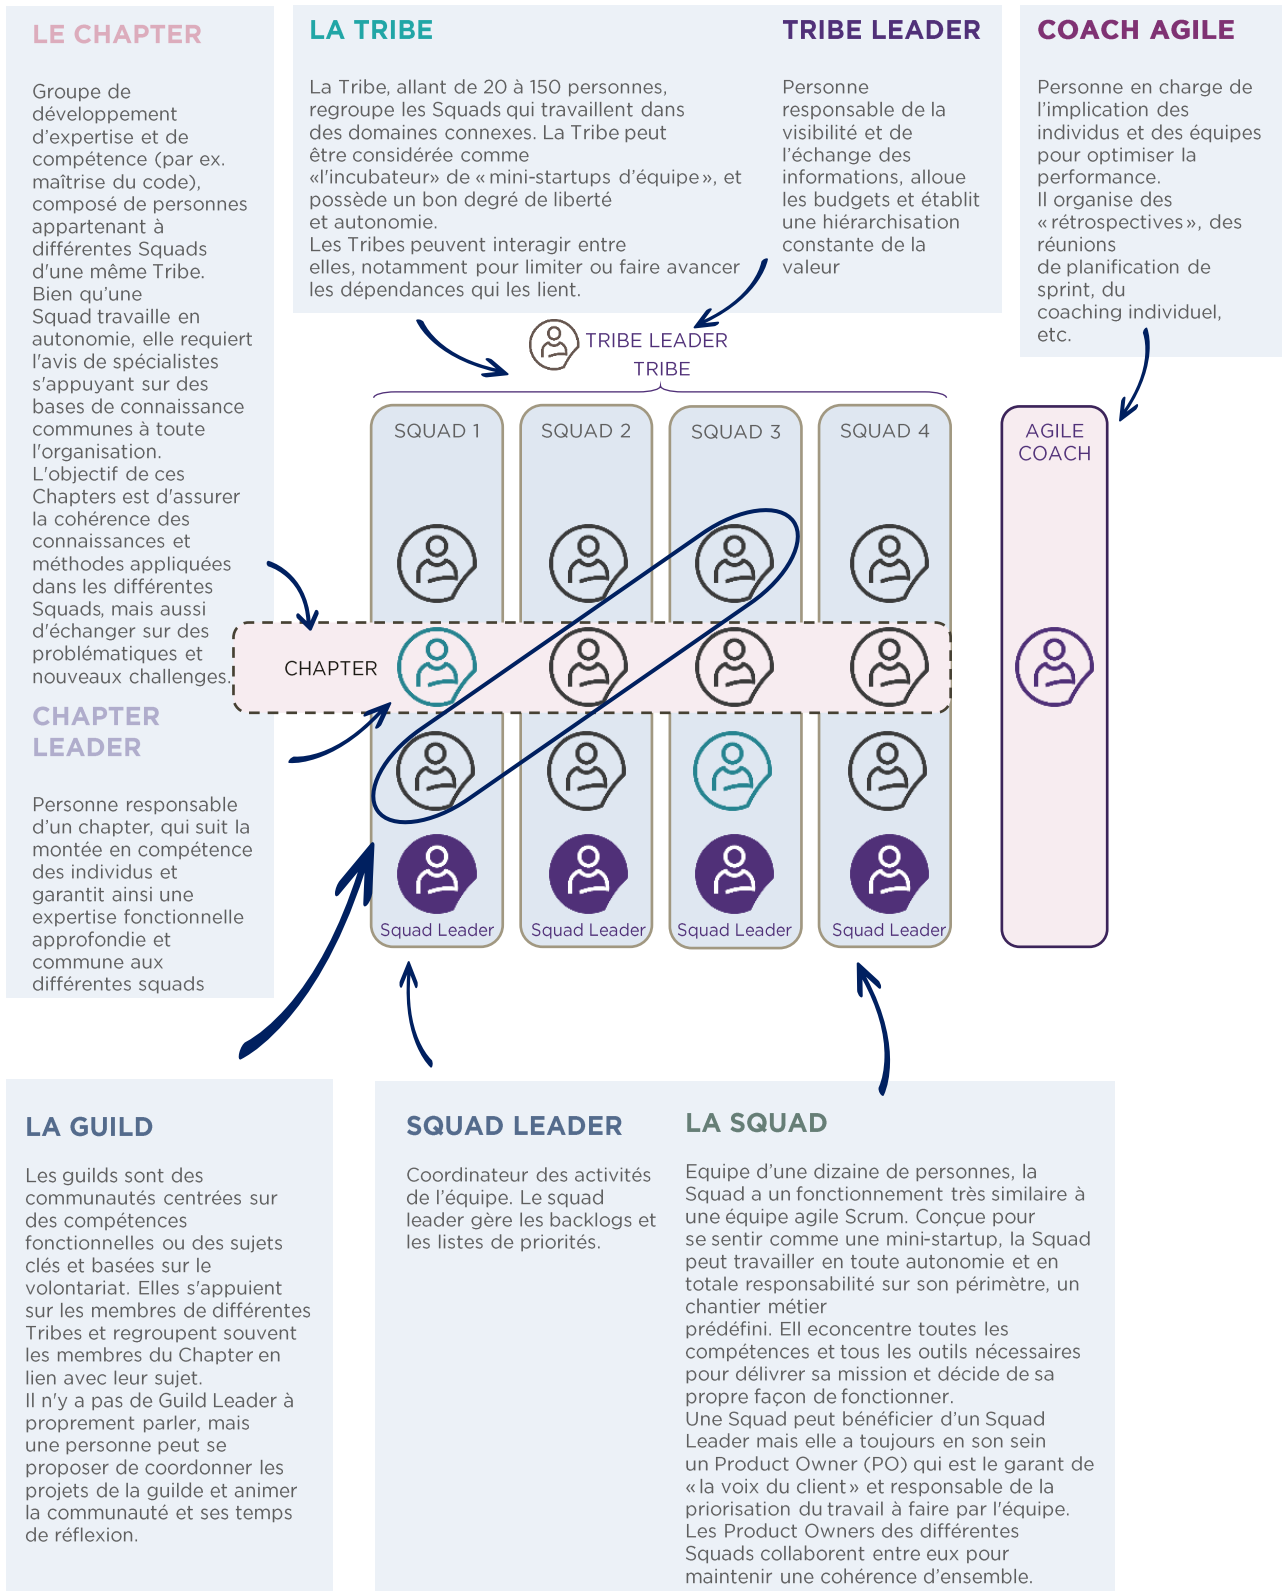 LE CHAPTER
Groupe de
développement
d’expertise et de
compétence (par ex.
maîtrise du code),
composé de personnes
appartenant à
différentes Squads
d'une même Tribe.
Bien qu’une
Squad travaille en
autonomie, elle requiert
l'avis de spécialistes
s'appuyant sur des
bases de connaissance
communes à toute
l'organisation.
L'objectif de ces
Chapters est d'assurer
la cohérence des
connaissances et
méthodes appliquées
dans les différentes
Squads, mais aussi
d'échanger sur des
problématiques et
nouveaux challenges.
CHAPTER
LEADER
Personne responsable
d’un chapter, qui suit la
montée en compétence
des individus et
garantit ainsi une
expertise fonctionnelle
approfondie et
commune aux
différentes squads
LA TRIBE
La Tribe, allant de 20 à 150 personnes,
regroupe les Squads qui travaillent dans
des domaines connexes. La Tribe peut
être considérée comme
«l'incubateur» de « mini-startups d’équipe », et
possède un bon degré de liberté
et autonomie.
Les Tribes peuvent interagir entre
elles, notamment pour limiter ou faire avancer
les dépendances qui les lient.
TRIBE LEADER
Personne
responsable de la
visibilité et de
l’échange des
informations, alloue
les budgets et établit
une hiérarchisation
constante de la
valeur
COACH AGILE
Personne en charge de
l’implication des
individus et des équipes
pour optimiser la
performance.
Il organise des
« rétrospectives », des
réunions
de planification de
sprint, du
coaching individuel,
etc.
TRIBE LEADER
TRIBE
SQUAD 1
SQUAD 2
SQUAD 3
SQUAD 4
AGILE
COACH
CHAPTER
Squad Leader
Squad Leader
Squad Leader
Squad Leader
LA GUILD
Les guilds sont des
communautés centrées sur
des compétences
fonctionnelles ou des sujets
clés et basées sur le
volontariat. Elles s'appuient
sur les membres de différentes
Tribes et regroupent souvent
les membres du Chapter en
lien avec leur sujet.
Il n'y a pas de Guild Leader à
proprement parler, mais
une personne peut se
proposer de coordonner les
projets de la guilde et animer
la communauté et ses temps
de réflexion.
SQUAD LEADER
Coordinateur des activités
de l’équipe. Le squad
leader gère les backlogs et
les listes de priorités.
LA SQUAD
Equipe d’une dizaine de personnes, la
Squad a un fonctionnement très similaire à
une équipe agile Scrum. Conçue pour
se sentir comme une mini-startup, la Squad
peut travailler en toute autonomie et en
totale responsabilité sur son périmètre, un
chantier métier
prédéfini. Ell econcentre toutes les
compétences et tous les outils nécessaires
pour délivrer sa mission et décide de sa
propre façon de fonctionner.
Une Squad peut bénéficier d’un Squad
Leader mais elle a toujours en son sein
un Product Owner (PO) qui est le garant de
« la voix du client » et responsable de la
priorisation du travail à faire par l'équipe.
Les Product Owners des différentes
Squads collaborent entre eux pour
maintenir une cohérence d’ensemble.